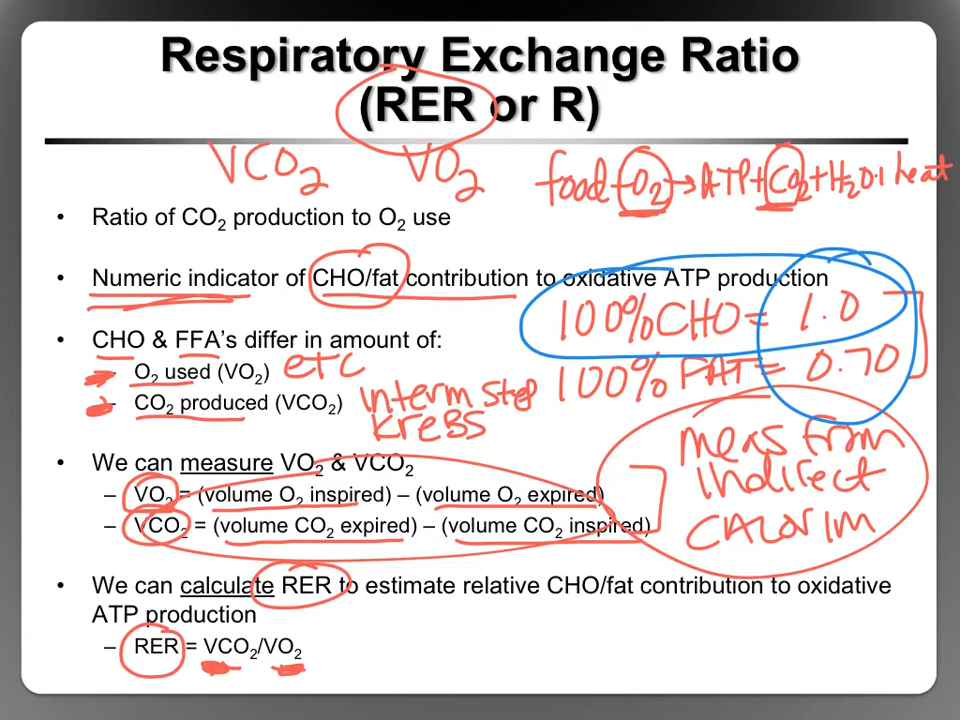 Respiratory Exchange Ratio
(RER or R)
VCO₂ VO₂ food + O₂ → ATP + CO₂ + H₂O + heat
• Ratio of CO₂ production to O₂ use
• Numeric indicator of CHO/fat contribution to oxidative ATP production
100% CHO = 1.0
• CHO & FFA's differ in amount of:
– O₂ used (VO₂) etc
100% FAT = 0.70
– CO₂ produced (VCO₂) interm step
KREBS
meas from
indirect
CALORIM
• We can measure VO₂ & VCO₂
– VO₂ = (volume O₂ inspired) – (volume O₂ expired)
– VCO₂ = (volume CO₂ expired) – (volume CO₂ inspired)
• We can calculate RER to estimate relative CHO/fat contribution to oxidative
ATP production
– RER = VCO₂/VO₂